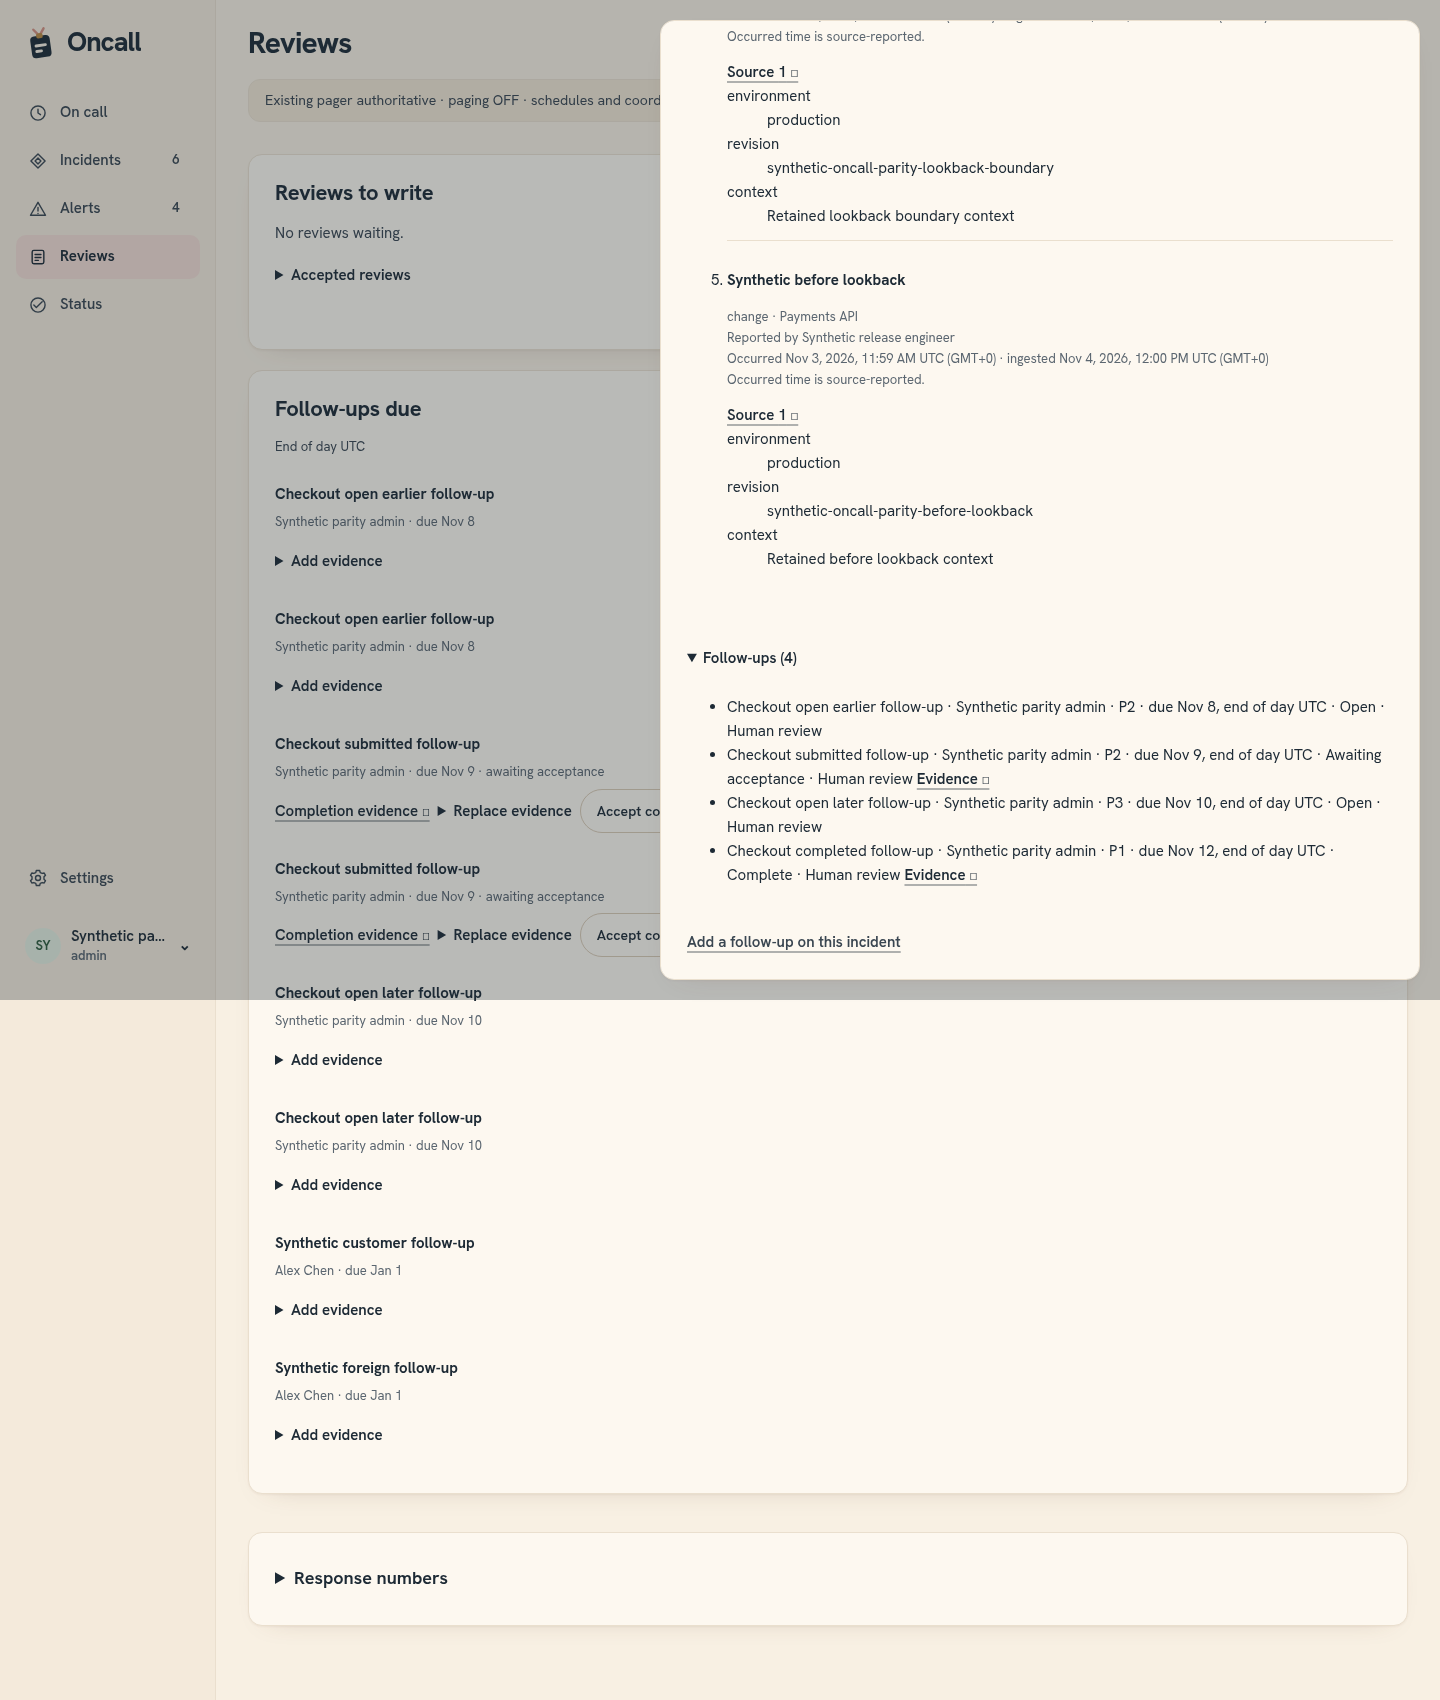 Oncall
On call
Incidents 6
Alerts 4
Reviews
Status
Settings
SY
Synthetic pa...
admin
Reviews
Existing pager authoritative · paging OFF · schedules and coord
Reviews to write
No reviews waiting.
Accepted reviews
Follow-ups due
End of day UTC
Checkout open earlier follow-up
Synthetic parity admin · due Nov 8
Add evidence
Checkout open earlier follow-up
Synthetic parity admin · due Nov 8
Add evidence
Checkout submitted follow-up
Synthetic parity admin · due Nov 9 · awaiting acceptance
Completion evidence Replace evidence Accept co
Checkout submitted follow-up
Synthetic parity admin · due Nov 9 · awaiting acceptance
Completion evidence Replace evidence Accept co
Checkout open later follow-up
Synthetic parity admin · due Nov 10
Add evidence
Checkout open later follow-up
Synthetic parity admin · due Nov 10
Add evidence
Synthetic customer follow-up
Alex Chen · due Jan 1
Add evidence
Synthetic foreign follow-up
Alex Chen · due Jan 1
Add evidence
Response numbers
Occurred time is source-reported.
Source 1
environment
production
revision
synthetic-oncall-parity-lookback-boundary
context
Retained lookback boundary context
5. Synthetic before lookback
change · Payments API
Reported by Synthetic release engineer
Occurred Nov 3, 2026, 11:59 AM UTC (GMT+0) · ingested Nov 4, 2026, 12:00 PM UTC (GMT+0)
Occurred time is source-reported.
Source 1
environment
production
revision
synthetic-oncall-parity-before-lookback
context
Retained before lookback context
Follow-ups (4)
• Checkout open earlier follow-up · Synthetic parity admin · P2 · due Nov 8, end of day UTC · Open ·
Human review
• Checkout submitted follow-up · Synthetic parity admin · P2 · due Nov 9, end of day UTC · Awaiting
acceptance · Human review Evidence
• Checkout open later follow-up · Synthetic parity admin · P3 · due Nov 10, end of day UTC · Open ·
Human review
• Checkout completed follow-up · Synthetic parity admin · P1 · due Nov 12, end of day UTC ·
Complete · Human review Evidence
Add a follow-up on this incident